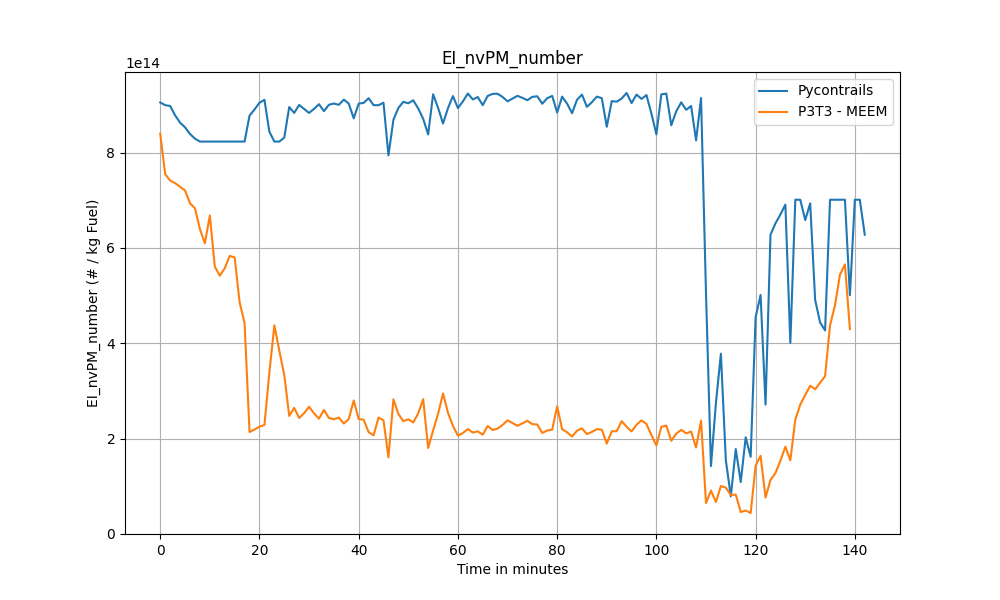 EI_nvPM_number
1e14
Pycontrails
P3T3 - MEEM
8
6
4
2
0
EI_nvPM_number (# / kg Fuel)
0 20 40 60 80 100 120 140
Time in minutes